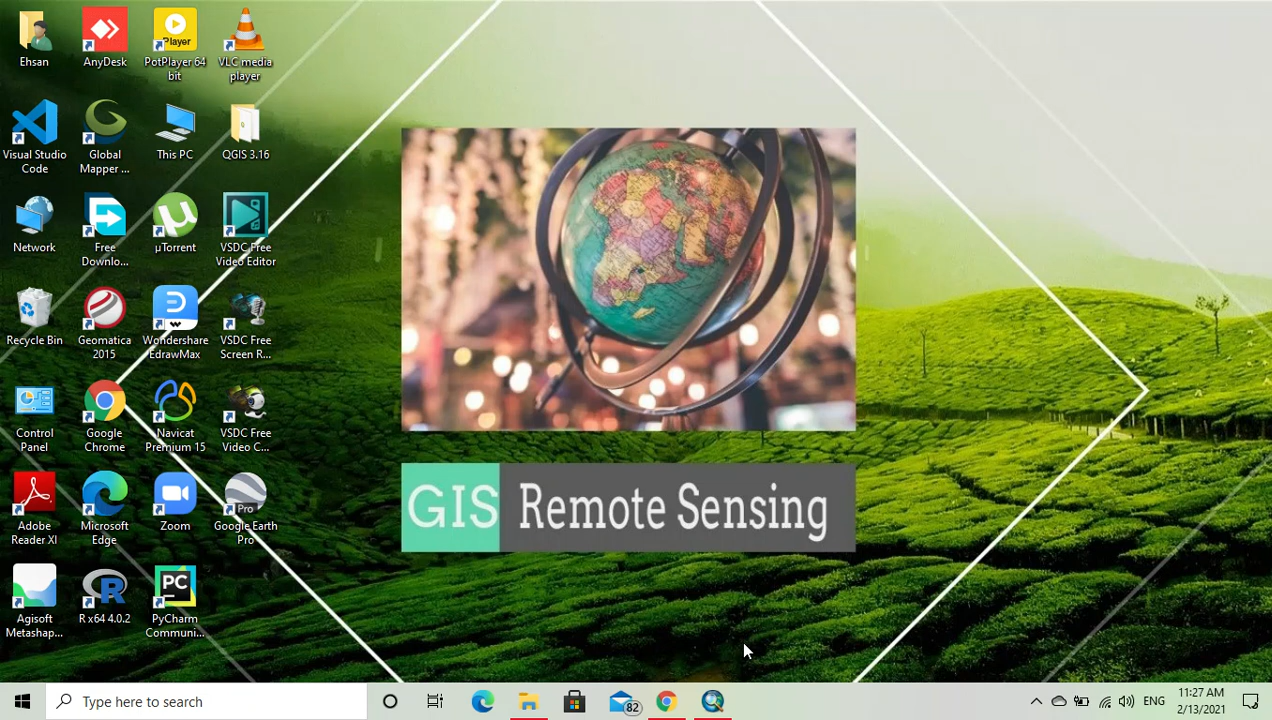 Ehsan
AnyDesk
PotPlayer 64
bit
VLC media
player
Player
Visual Studio
Code
Global
Mapper ...
This PC
QGIS 3.16
Network
Free
Downlo...
µTorrent
VSDC Free
Video Editor
Recycle Bin
Geomatica
2015
Wondershare
EdrawMax
VSDC Free
Screen R...
Control
Panel
Google
Chrome
Navicat
Premium 15
VSDC Free
Video C...
Adobe
Reader XI
Microsoft
Edge
Zoom
Pro
Google Earth
Pro
Agisoft
Metashap...
R x64 4.0.2
PC
PyCharm
Communi...
GIS Remote Sensing
Type here to search
82
ENG
11:27 AM
2/13/2021